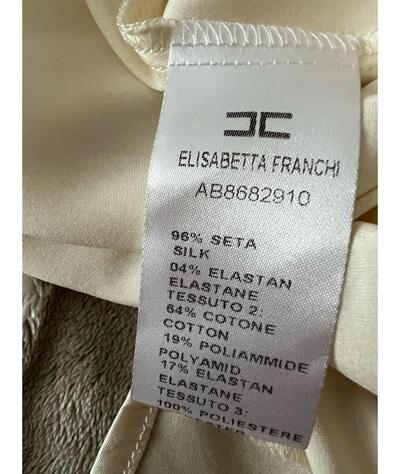 ELISABETTA FRANCHI
AB8682910
96% SETA
SILK
04% ELASTAN
ELASTANE
TESSUTO 2:
64% COTONE
COTTON
19% POLIAMMIDE
POLYAMID
17% ELASTAN
ELASTANE
TESSUTO 3:
100% POLIESTERE